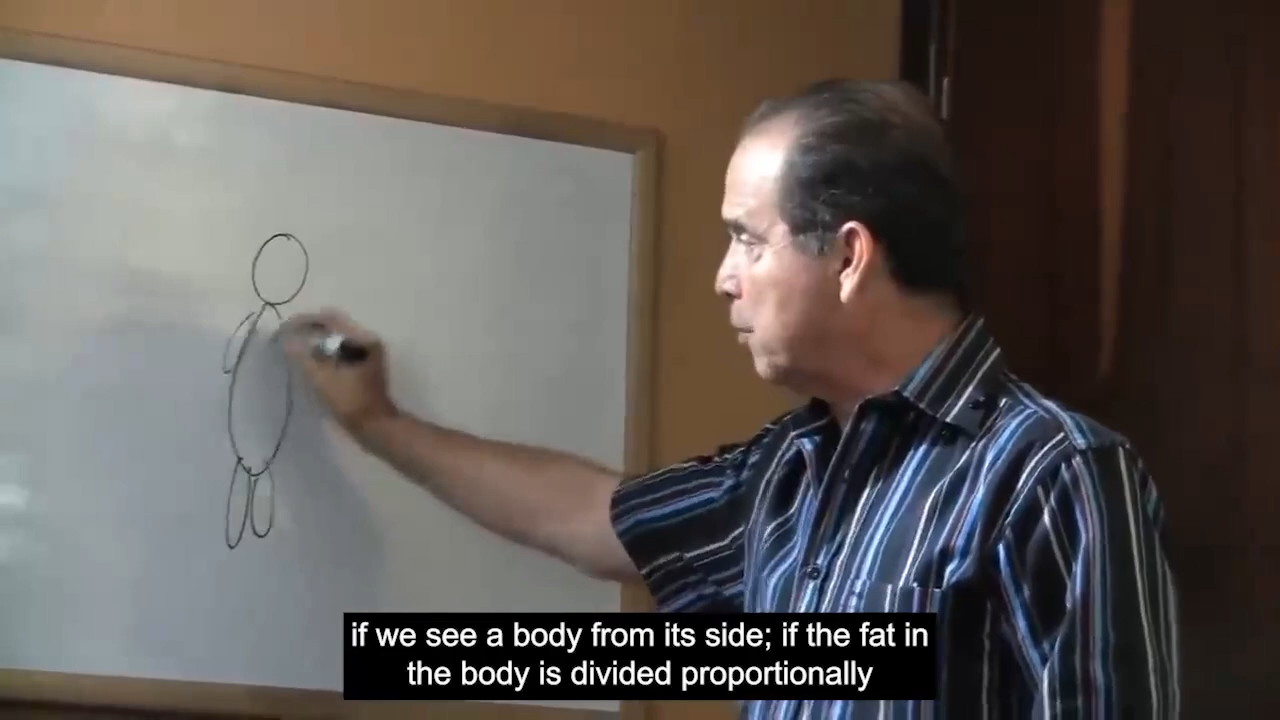 if we see a body from its side; if the fat in
the body is divided proportionally